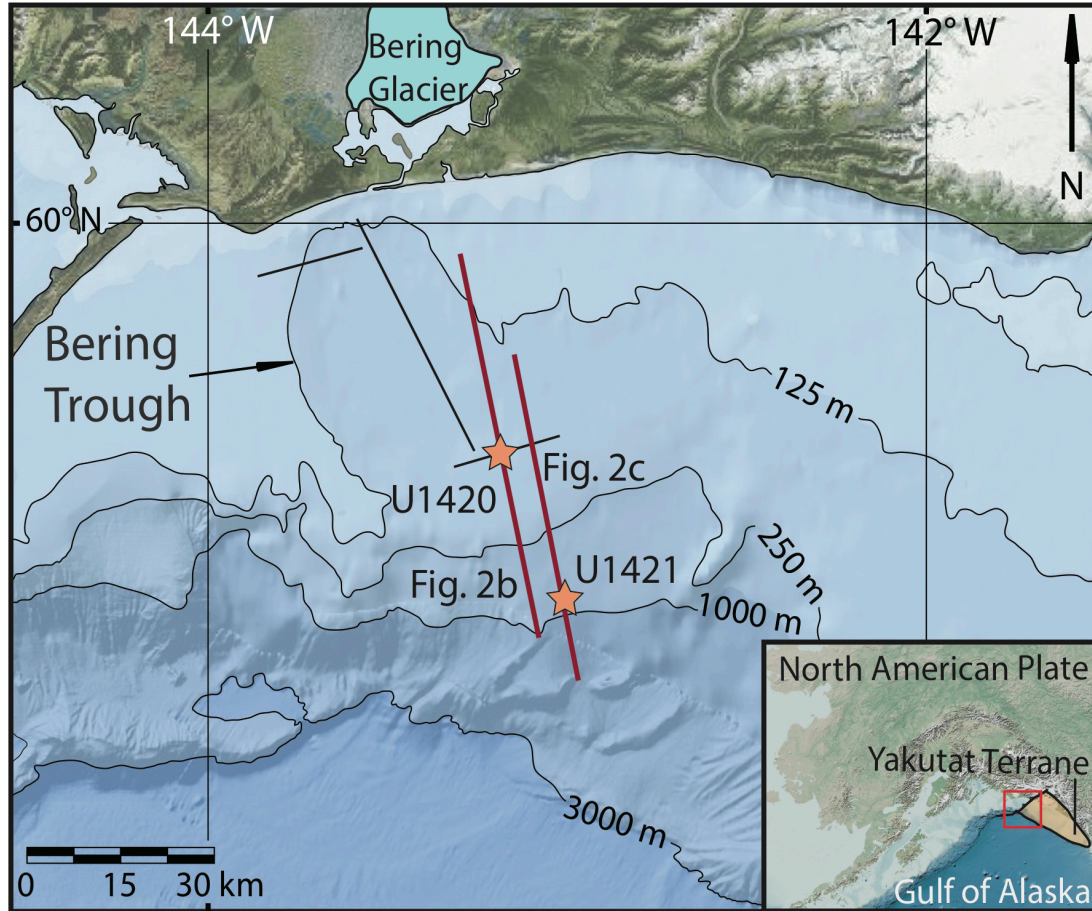 144° W
142° W
Bering
Glacier
N
60° N
Bering
Trough
125 m
Fig. 2c
U1420
250 m
U1421
Fig. 2b
1000 m
3000 m
0 15 30 km
North American Plate
Yakutat Terrane
Gulf of Alaska